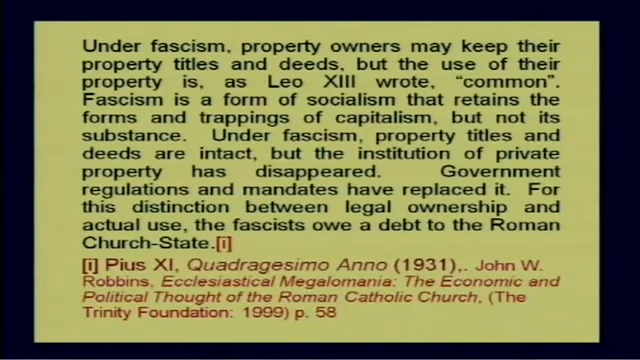 Under fascism, property owners may keep their
property titles and deeds, but the use of their
property is, as Leo XIII wrote, “common”.
Fascism is a form of socialism that retains the
forms and trappings of capitalism, but not its
substance. Under fascism, property titles and
deeds are intact, but the institution of private
property has disappeared. Government
regulations and mandates have replaced it. For
this distinction between legal ownership and
actual use, the fascists owe a debt to the Roman
Church-State.[i]
[i] Pius XI, Quadragesimo Anno (1931),. John W.
Robbins, Ecclesiastical Megalomania: The Economic and
Political Thought of the Roman Catholic Church, (The
Trinity Foundation: 1999) p. 58